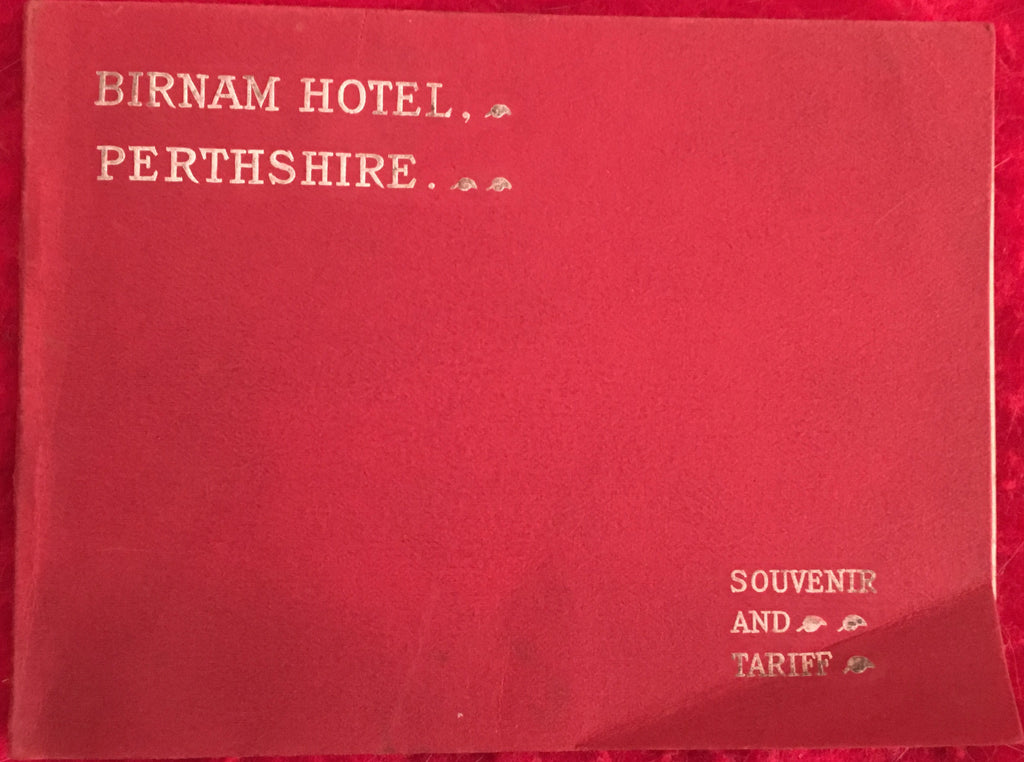 BIRNAM HOTEL,
PERTHSHIRE.
SOUVENIR
AND
TARIFF